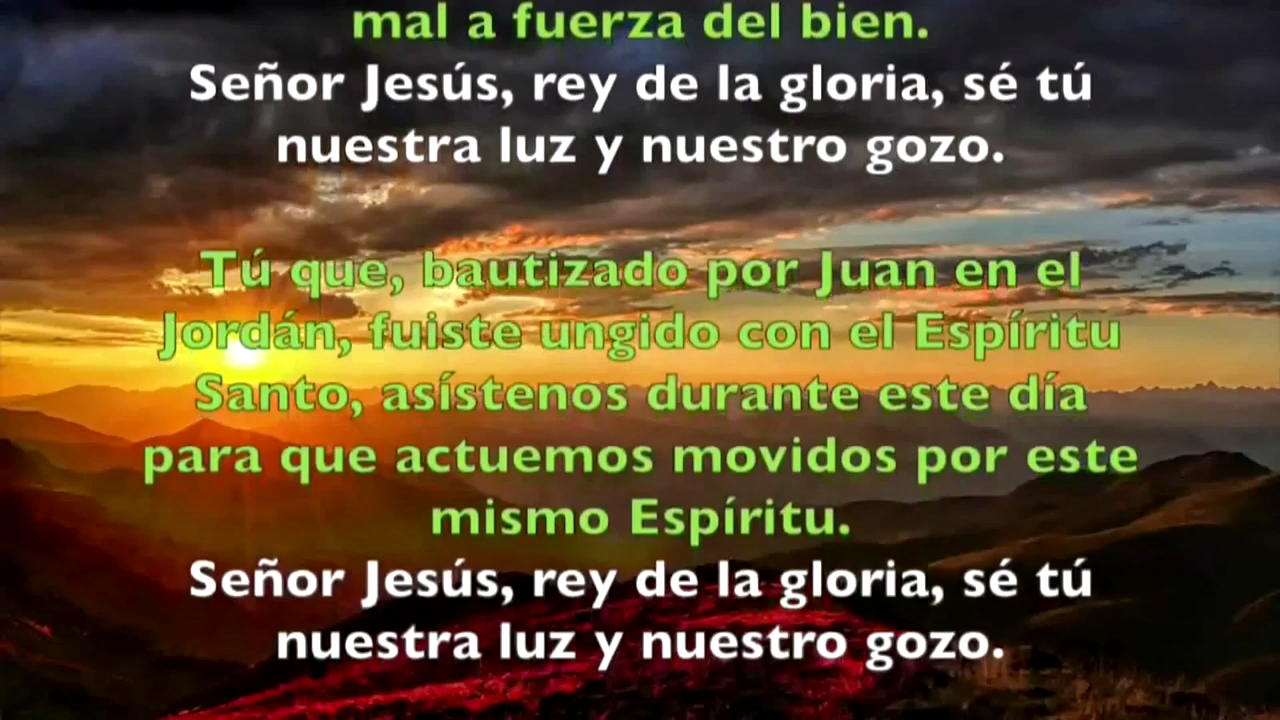 mal a fuerza del bien.
Señor Jesús, rey de la gloria, sé tú
nuestra luz y nuestro gozo.
Tú que, bautizado por Juan en el
Jordán, fuiste ungido con el Espíritu
Santo, asístenos durante este día
para que actuemos movidos por este
mismo Espíritu.
Señor Jesús, rey de la gloria, sé tú
nuestra luz y nuestro gozo.